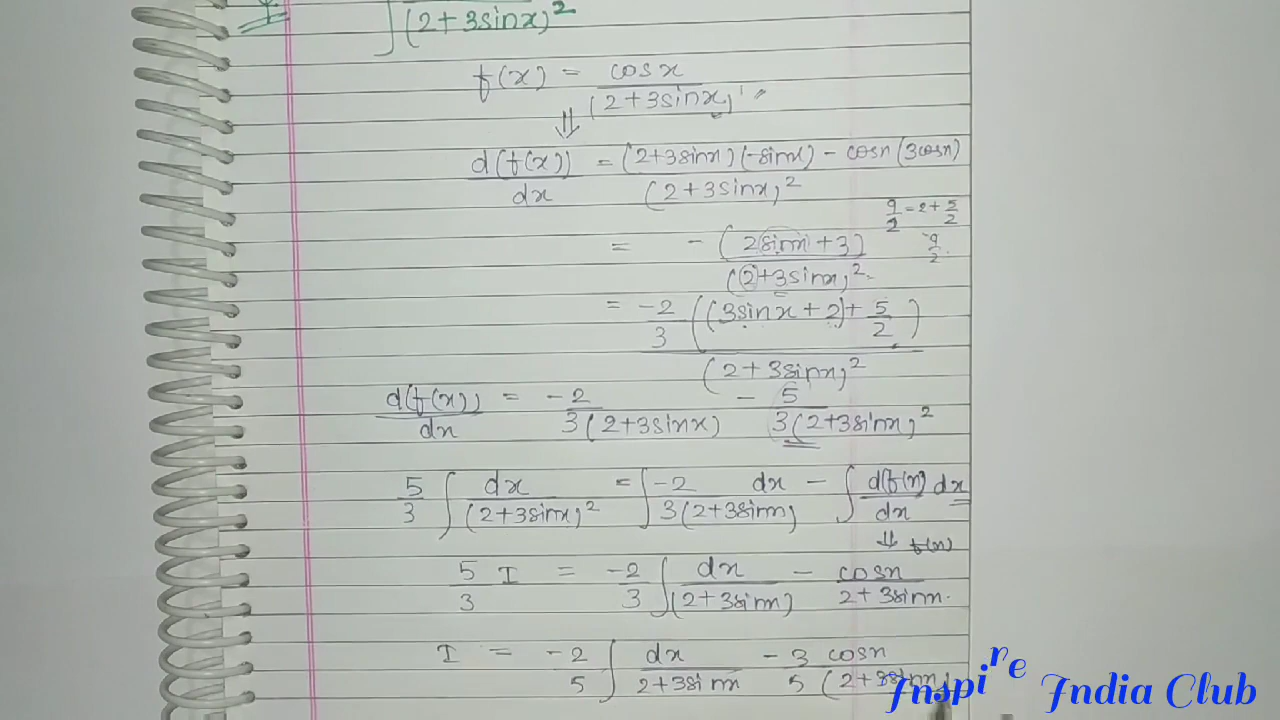 I ∫ (2+3sinx)²
f(x) = cosx / (2+3sinx)
⇓
d(f(x))/dx = (2+3sinx)(-sinx) - cosx(3cosx) / (2+3sinx)²
9/2 = 2 + 5/2
= - (2sinx + 3) / (2+3sinx)² 9/2
= -2/3 ((3sinx + 2) + 5/2) / (2+3sinx)²
d(f(x))/dx = -2 / 3(2+3sinx) - 5 / 3(2+3sinx)²
5/3 ∫ dx / (2+3sinx)² = ∫ -2 / 3(2+3sinx) dx - ∫ d(f(x))/dx dx
⇓ f(x)
5/3 I = -2/3 ∫ dx / (2+3sinx) - cosx / 2+3sinx.
I = -2/5 ∫ dx / 2+3sinx - 3/5 cosx / (2+3sinx)
Inspire India Club